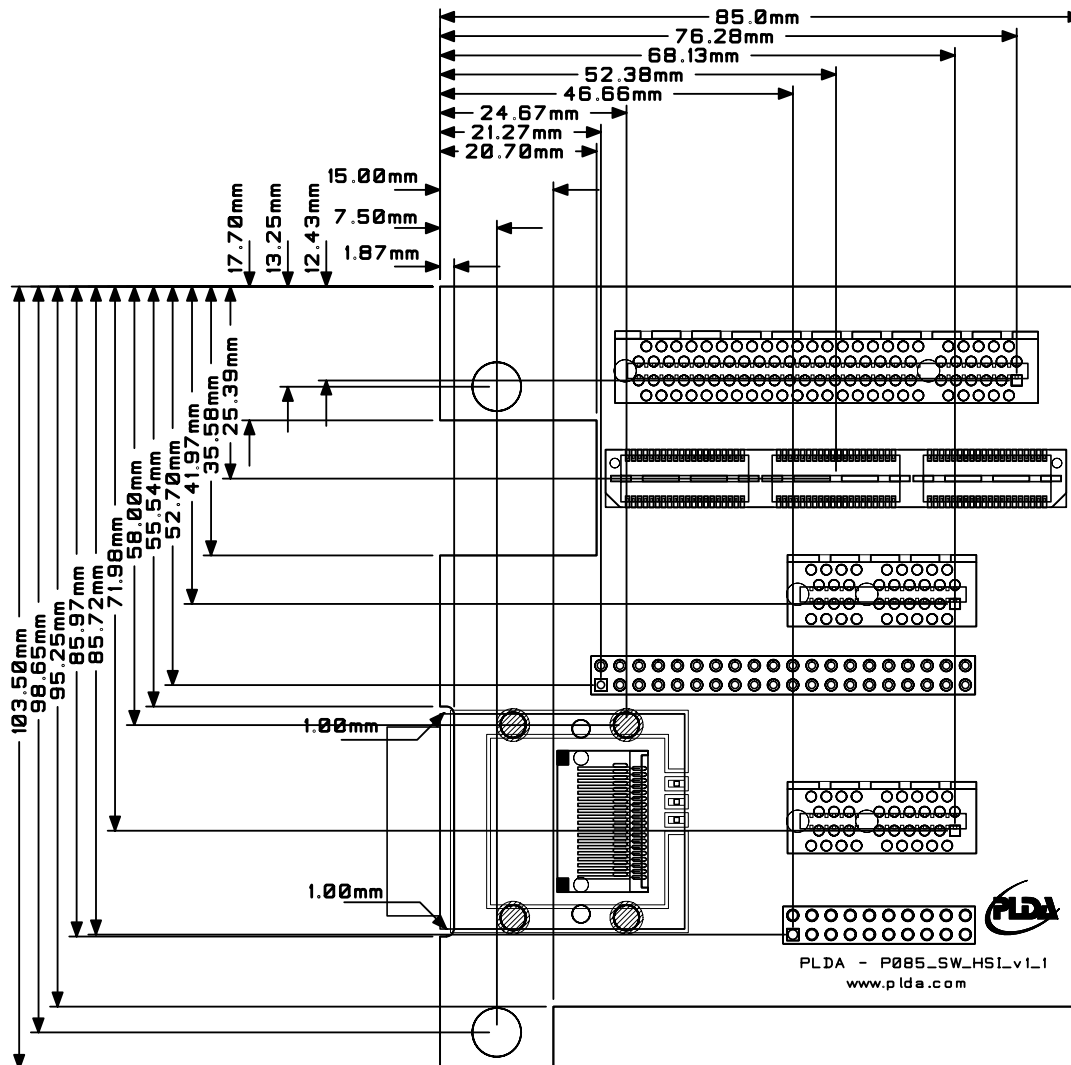 85.0mm
76.28mm
68.13mm
52.38mm
46.66mm
24.67mm
21.27mm
20.70mm
15.00mm
7.50mm
1.87mm
17.70mm
13.25mm
12.43mm
103.50mm
98.65mm
95.25mm
85.97mm
85.72mm
71.98mm
58.00mm
55.54mm
52.70mm
41.97mm
35.58mm
25.39mm
1.00mm
1.00mm
PLDA
PLDA - P085_SW_HSI_v1_1
www.plda.com